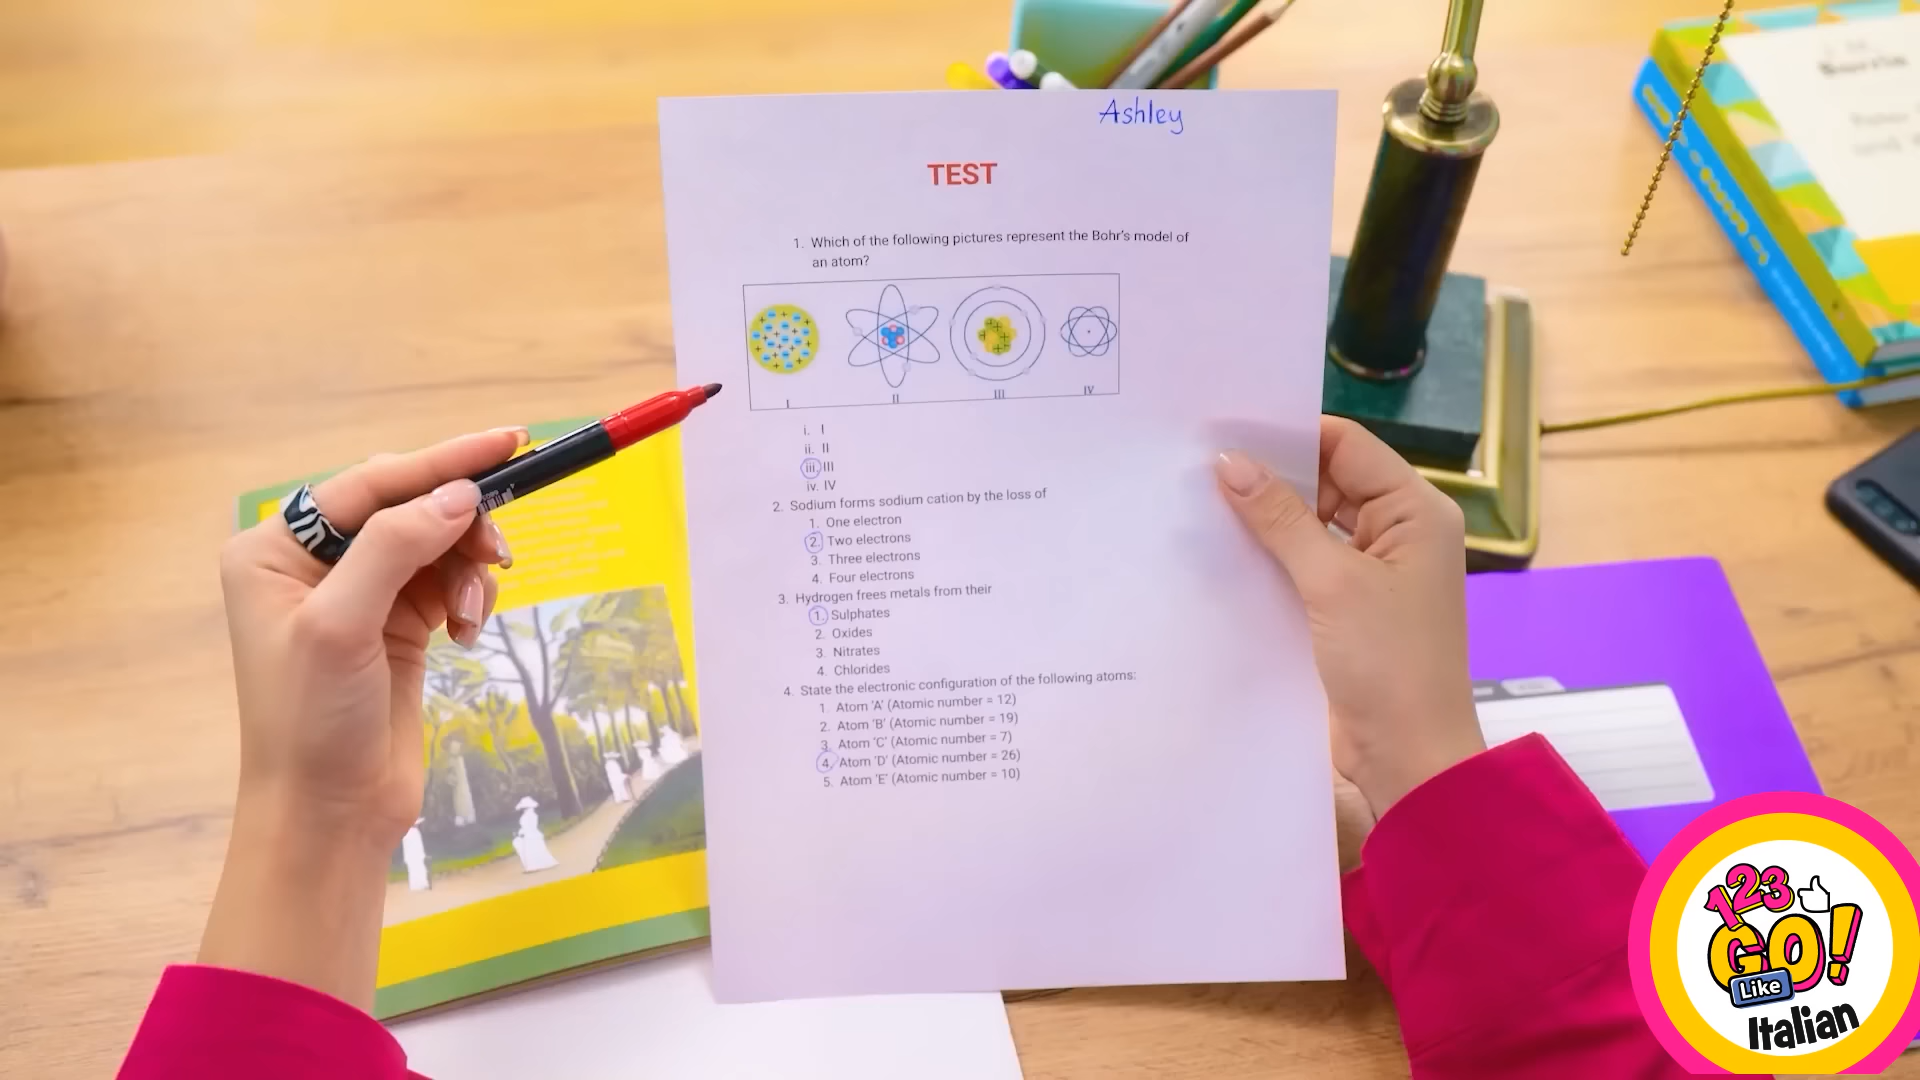 Ashley
TEST
1. Which of the following pictures represent the Bohr's model of
an atom?
I II III IV
i. I
ii. II
iii. III
iv. IV
2. Sodium forms sodium cation by the loss of
1. One electron
2. Two electrons
3. Three electrons
4. Four electrons
3. Hydrogen frees metals from their
1. Sulphates
2. Oxides
3. Nitrates
4. Chlorides
4. State the electronic configuration of the following atoms:
1. Atom 'A' (Atomic number = 12)
2. Atom 'B' (Atomic number = 19)
3. Atom 'C' (Atomic number = 7)
4. Atom 'D' (Atomic number = 26)
5. Atom 'E' (Atomic number = 10)
123
GO!
Like
Italian